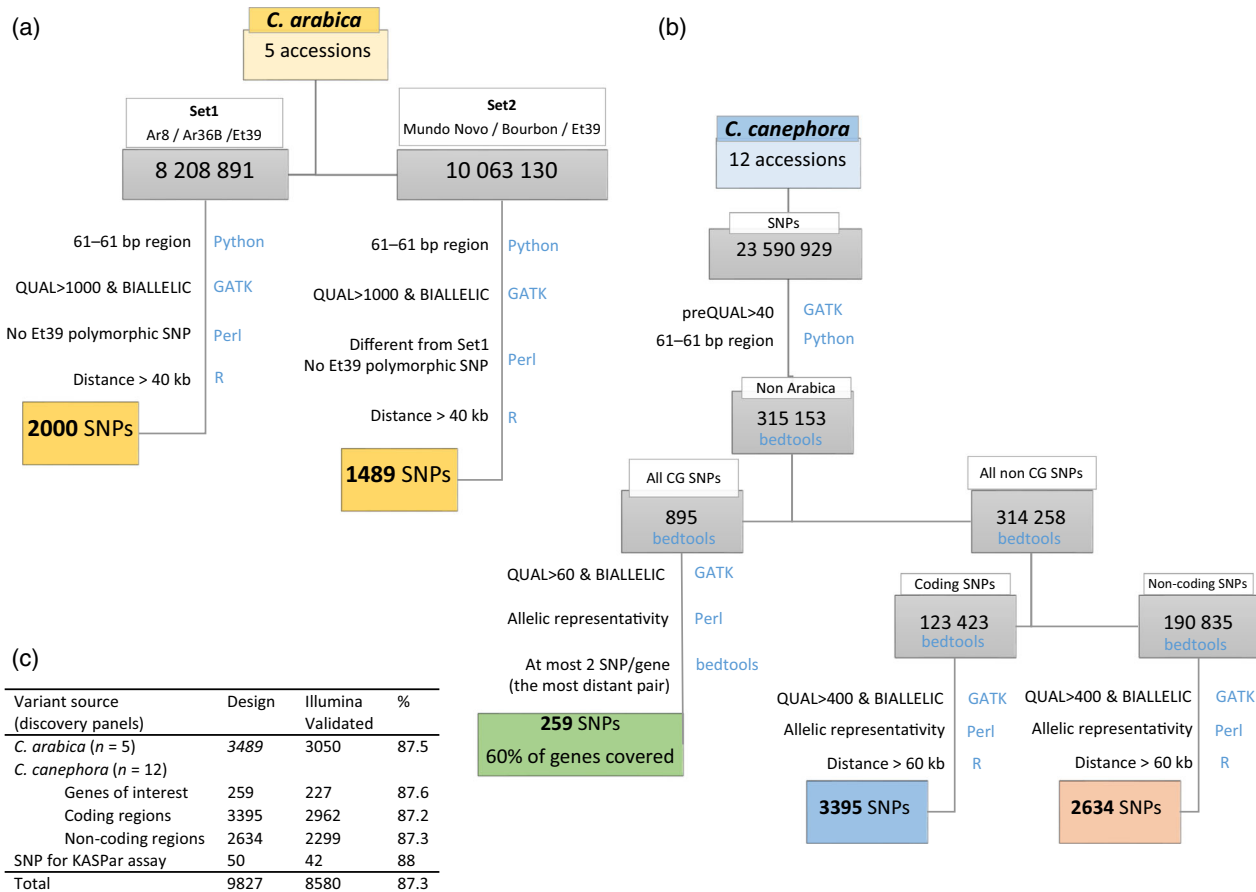 (a)
C. arabica
5 accessions
Set1
Ar8 / Ar36B /Et39
8 208 891
Set2
Mundo Novo / Bourbon / Et39
10 063 130
61–61 bp region Python
QUAL>1000 & BIALLELIC GATK
No Et39 polymorphic SNP Perl
Distance > 40 kb R
2000 SNPs
61–61 bp region Python
QUAL>1000 & BIALLELIC GATK
Different from Set1
No Et39 polymorphic SNP Perl
Distance > 40 kb R
1489 SNPs
(b)
C. canephora
12 accessions
SNPs
23 590 929
preQUAL>40 GATK
61–61 bp region Python
Non Arabica
315 153
bedtools
All CG SNPs
895
bedtools
QUAL>60 & BIALLELIC GATK
Allelic representativity Perl
At most 2 SNP/gene bedtools
(the most distant pair)
259 SNPs
60% of genes covered
All non CG SNPs
314 258
bedtools
Coding SNPs
123 423
bedtools
QUAL>400 & BIALLELIC GATK
Allelic representativity Perl
Distance > 60 kb R
3395 SNPs
Non-coding SNPs
190 835
bedtools
QUAL>400 & BIALLELIC GATK
Allelic representativity Perl
Distance > 60 kb R
2634 SNPs
(c)
Variant source Design Illumina %
(discovery panels) Validated
C. arabica (n = 5) 3489 3050 87.5
C. canephora (n = 12)
Genes of interest 259 227 87.6
Coding regions 3395 2962 87.2
Non-coding regions 2634 2299 87.3
SNP for KASPar assay 50 42 88
Total 9827 8580 87.3